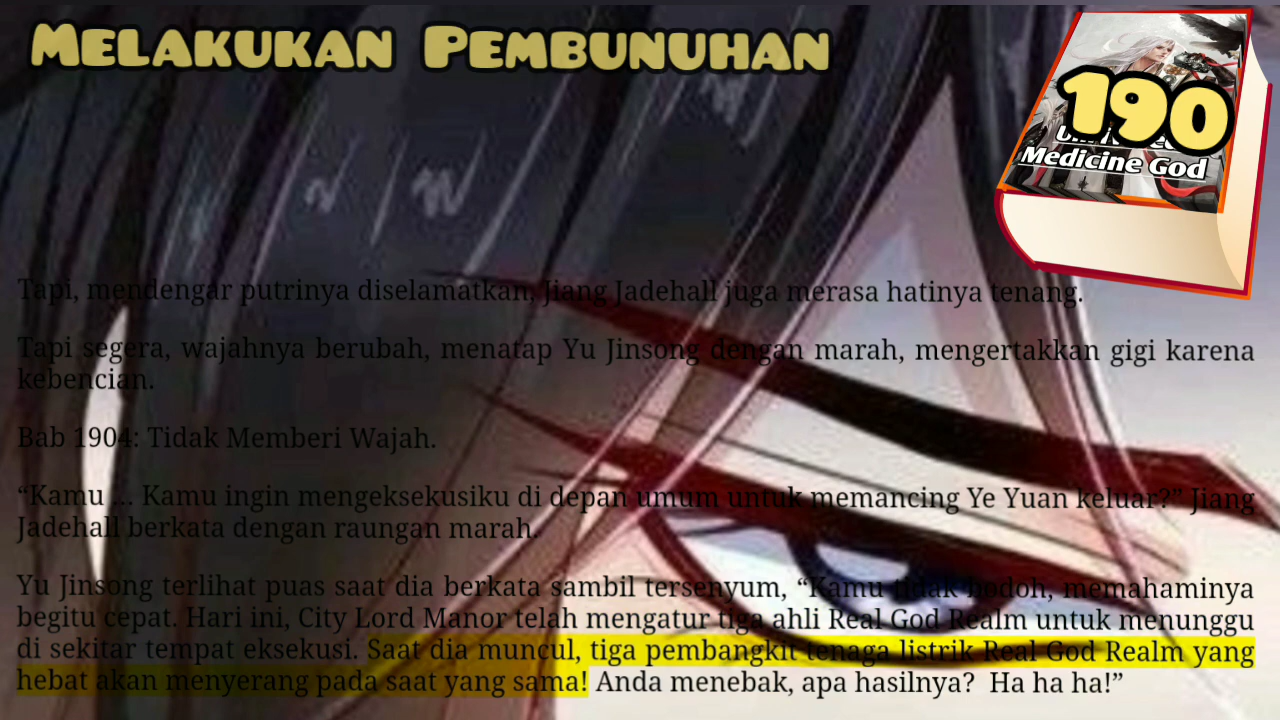 Melakukan Pembunuhan
190
Medicine God
Tapi, mendengar putrinya diselamatkan, Jiang Jadehall juga merasa hatinya tenang.
Tapi segera, wajahnya berubah, menatap Yu Jinsong dengan marah, mengertakkan gigi karena
kebencian.
Bab 1904: Tidak Memberi Wajah.
“Kamu ... Kamu ingin mengeksekusiku di depan umum untuk memancing Ye Yuan keluar?” Jiang
Jadehall berkata dengan raungan marah.
Yu Jinsong terlihat puas saat dia berkata sambil tersenyum, “Kamu tidak bodoh, memahaminya
begitu cepat. Hari ini, City Lord Manor telah mengatur tiga ahli Real God Realm untuk menunggu
di sekitar tempat eksekusi. Saat dia muncul, tiga pembangkit tenaga listrik Real God Realm yang
hebat akan menyerang pada saat yang sama! Anda menebak, apa hasilnya? Ha ha ha!”